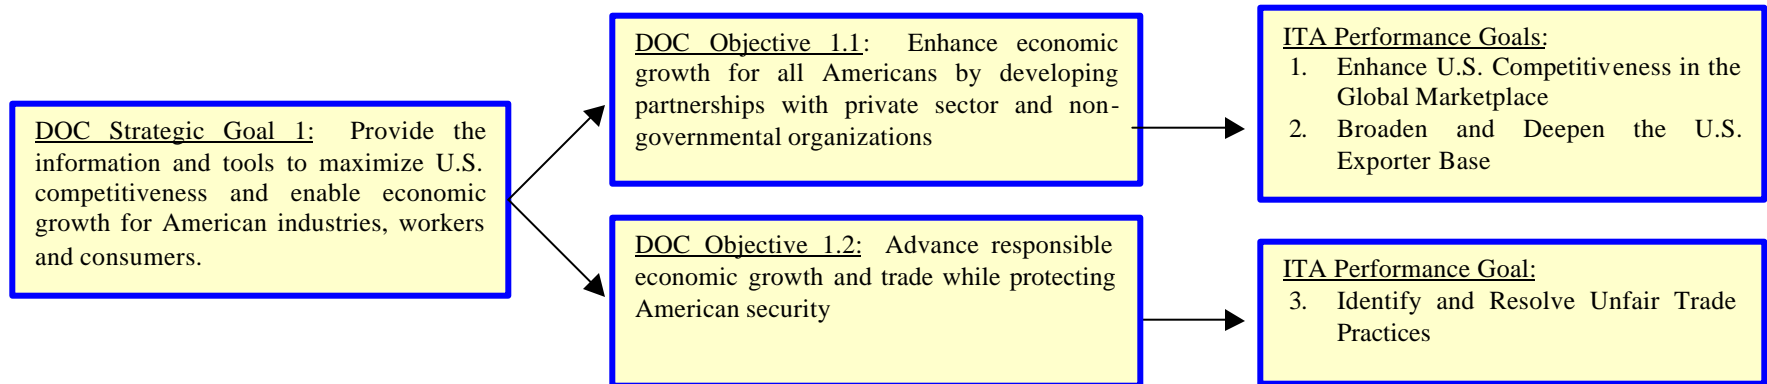 DOC Strategic Goal 1: Provide the
information and tools to maximize U.S.
competitiveness and enable economic
growth for American industries, workers
and consumers.
DOC Objective 1.1: Enhance economic
growth for all Americans by developing
partnerships with private sector and non-
governmental organizations
DOC Objective 1.2: Advance responsible
economic growth and trade while protecting
American security
ITA Performance Goals:
1. Enhance U.S. Competitiveness in the
Global Marketplace
2. Broaden and Deepen the U.S.
Exporter Base
ITA Performance Goal:
3. Identify and Resolve Unfair Trade
Practices